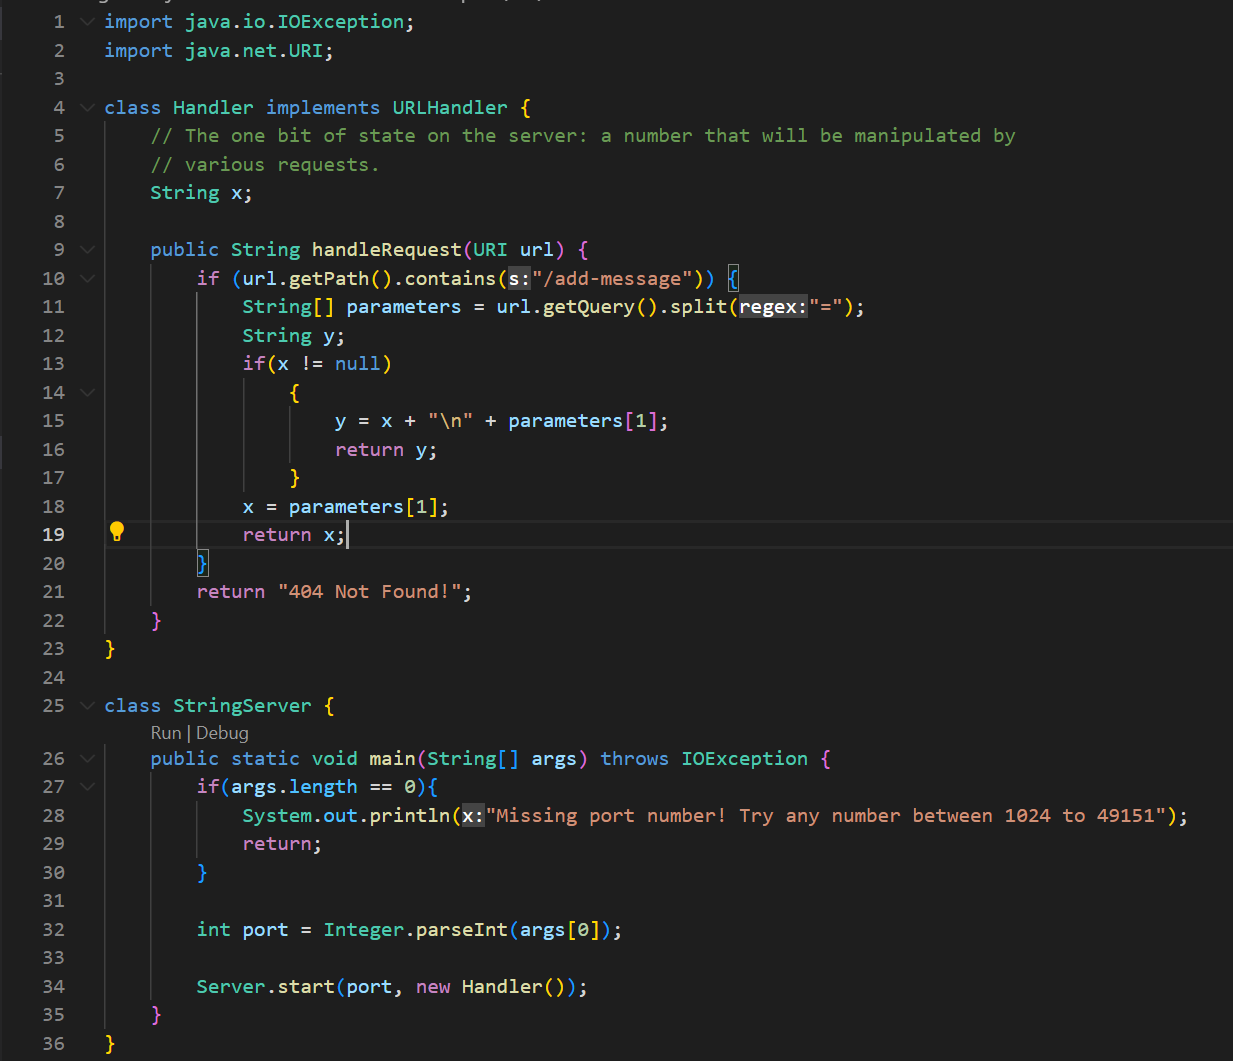 1 import java.io.IOException;
2 import java.net.URI;
3
4 class Handler implements URLHandler {
5 // The one bit of state on the server: a number that will be manipulated by
6 // various requests.
7 String x;
8
9 public String handleRequest(URI url) {
10 if (url.getPath().contains(s:"/add-message")) {
11 String[] parameters = url.getQuery().split(regex:"=");
12 String y;
13 if(x != null)
14 {
15 y = x + "\n" + parameters[1];
16 return y;
17 }
18 x = parameters[1];
19 return x;
20 }
21 return "404 Not Found!";
22 }
23 }
24
25 class StringServer {
Run | Debug
26 public static void main(String[] args) throws IOException {
27 if(args.length == 0){
28 System.out.println(x:"Missing port number! Try any number between 1024 to 49151");
29 return;
30 }
31
32 int port = Integer.parseInt(args[0]);
33
34 Server.start(port, new Handler());
35 }
36 }